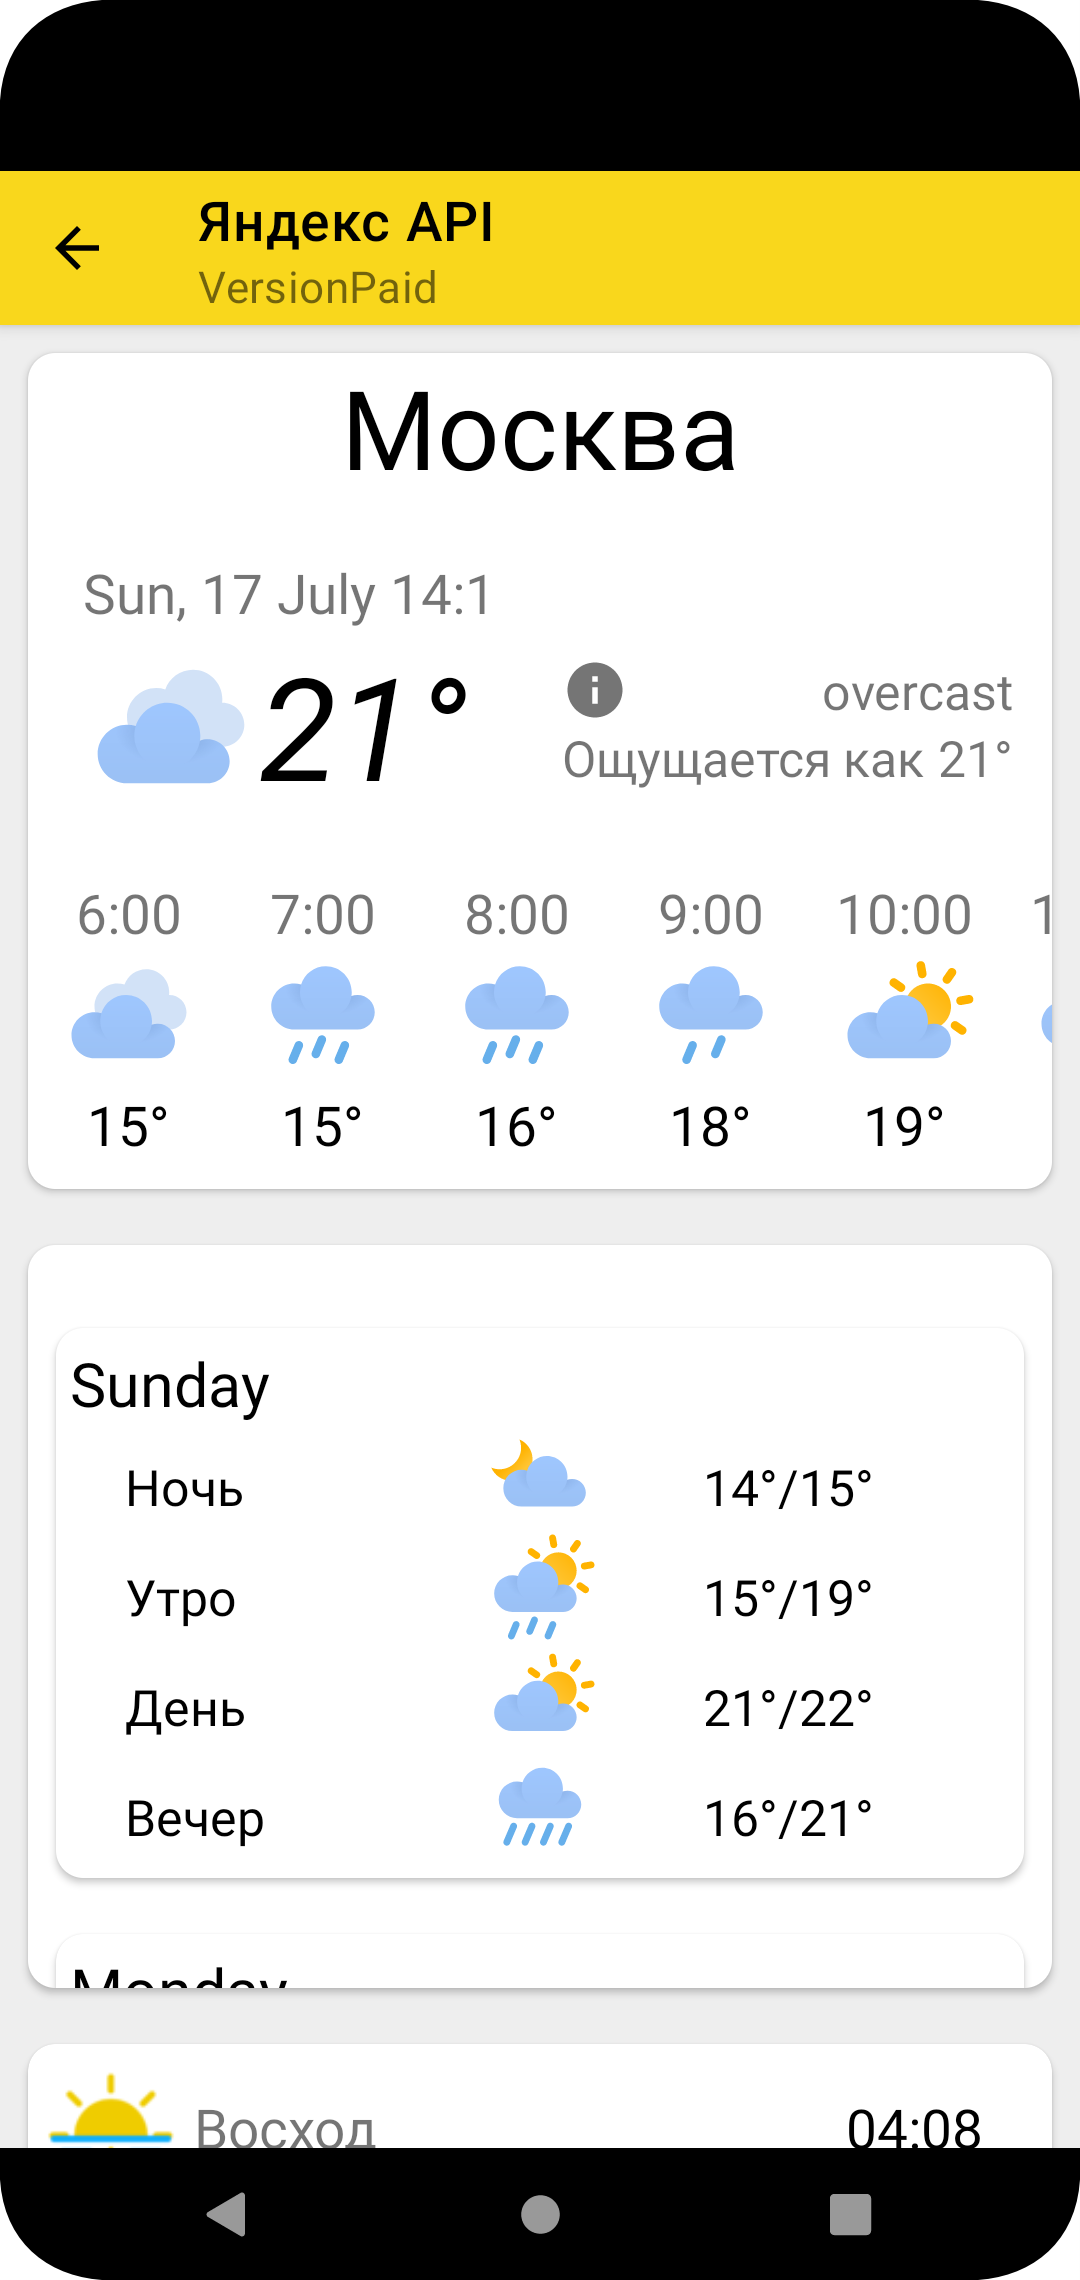 Яндекс API
VersionPaid
Москва
Sun, 17 July 14:1
21°
overcast
Ощущается как 21°
6:00 7:00 8:00 9:00 10:00 1
15° 15° 16° 18° 19°
Sunday
Ночь 14°/15°
Утро 15°/19°
День 21°/22°
Вечер 16°/21°
Monday
Восход 04:08